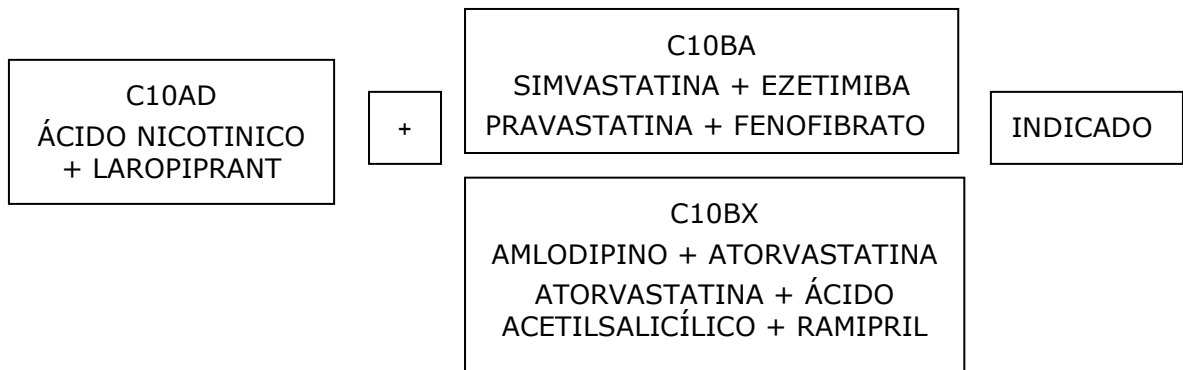 C10AD
ÁCIDO NICOTINICO
+ LAROPIPRANT
+
C10BA
SIMVASTATINA + EZETIMIBA
PRAVASTATINA + FENOFIBRATO
C10BX
AMLODIPINO + ATORVASTATINA
ATORVASTATINA + ÁCIDO
ACETILSALICÍLICO + RAMIPRIL
INDICADO